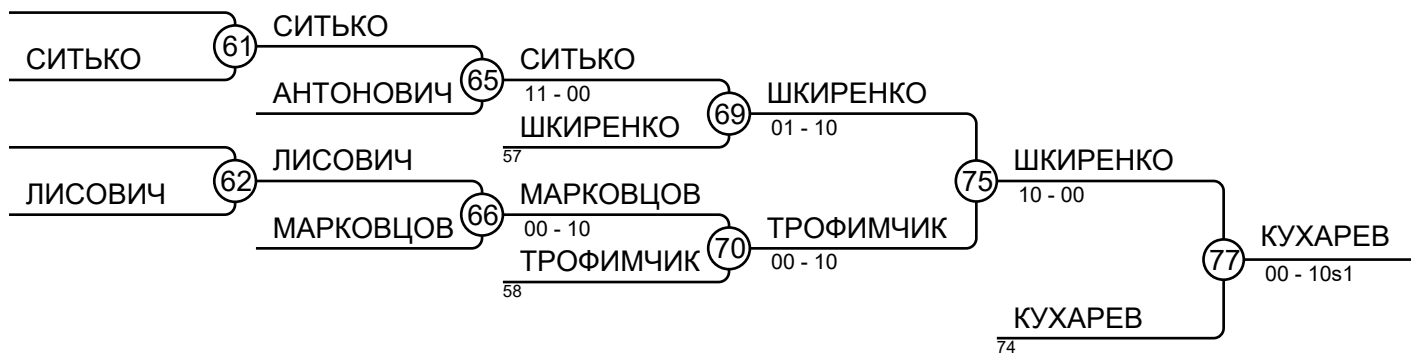 СИТЬКО
61
СИТЬКО
АНТОНОВИЧ
65
СИТЬКО
11 - 00
ШКИРЕНКО
57
69
ШКИРЕНКО
01 - 10
ЛИСОВИЧ
62
ЛИСОВИЧ
МАРКОВЦОВ
66
МАРКОВЦОВ
00 - 10
ТРОФИМЧИК
58
70
ТРОФИМЧИК
00 - 10
75
ШКИРЕНКО
10 - 00
КУХАРЕВ
74
77
КУХАРЕВ
00 - 10s1